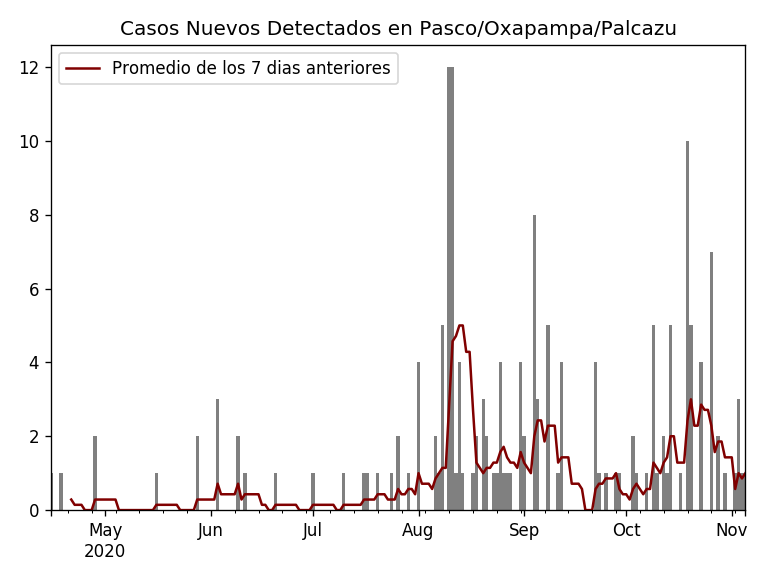 Casos Nuevos Detectados en Pasco/Oxapampa/Palcazu
Promedio de los 7 dias anteriores
12
10
8
6
4
2
0
May Jun Jul Aug Sep Oct Nov
2020